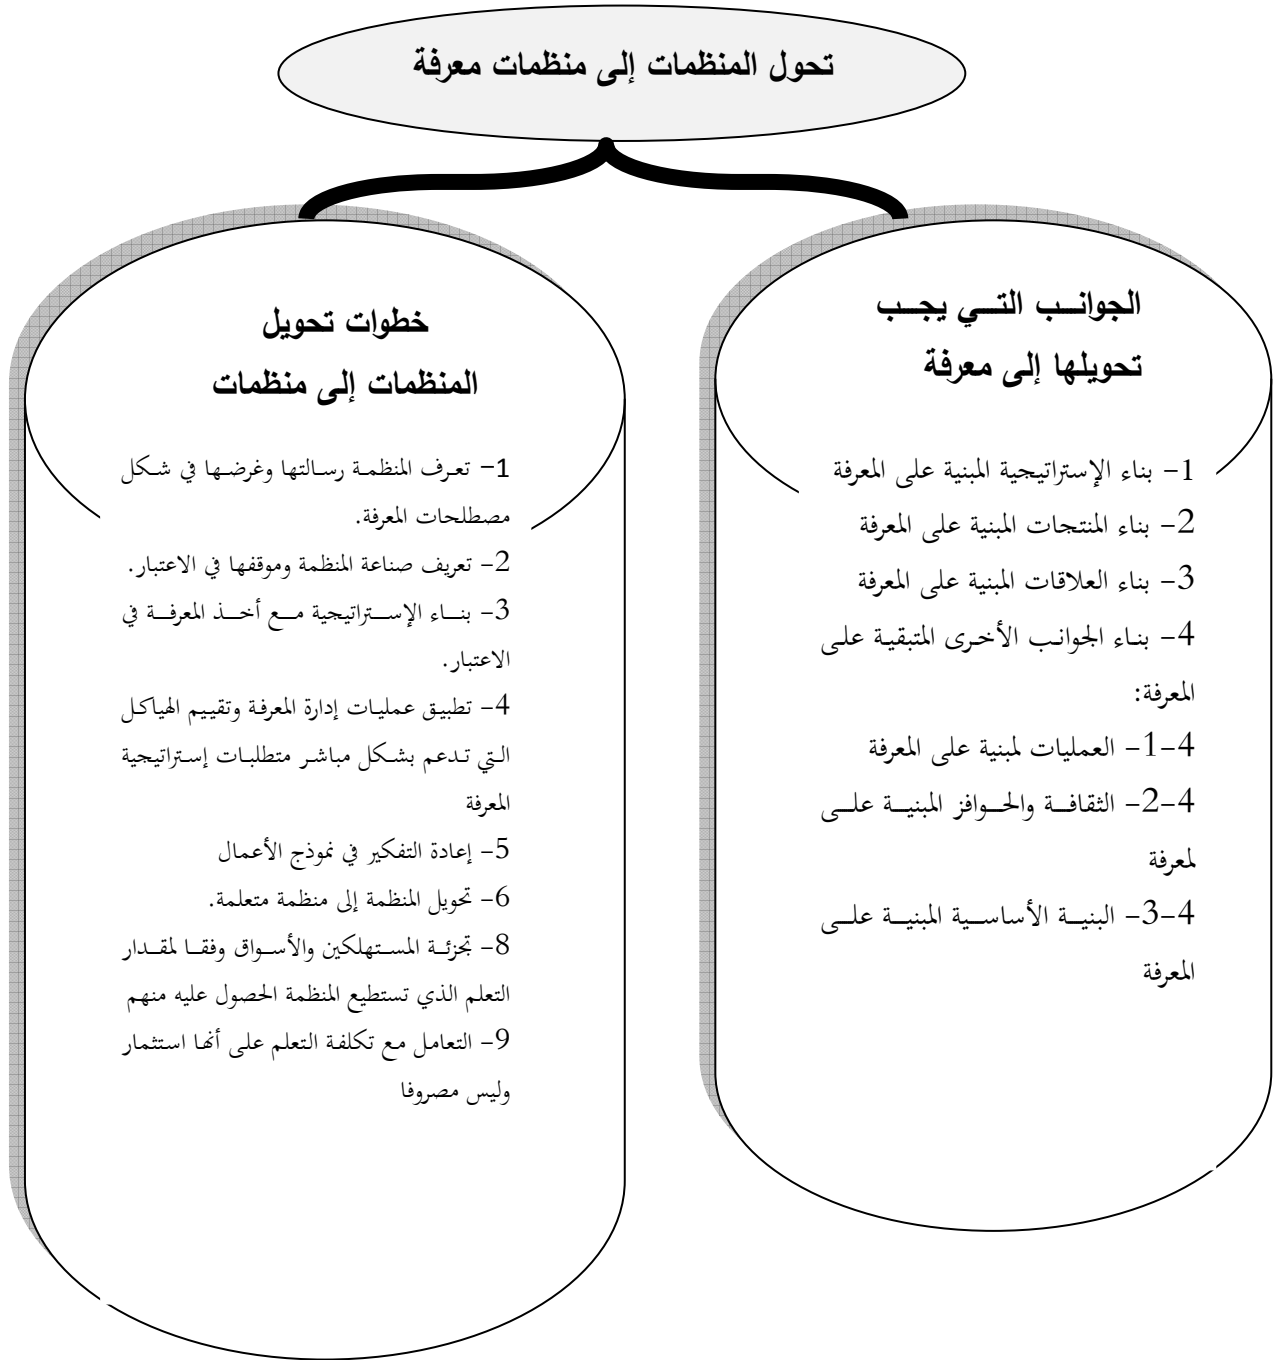 تحول المنظمات إلى منظمات معرفة
الجوانب التي يجب
تحويلها إلى معرفة
1- بناء الإستراتيجية المبنية على المعرفة
2- بناء المنتجات المبنية على المعرفة
3- بناء العلاقات المبنية على المعرفة
4- بناء الجوانب الأخرى المتبقية على
المعرفة:
4-1- العمليات لمبنية على المعرفة
4-2- الثقافة والحوافز المبنية على
لمعرفة
4-3- البنية الأساسية المبنية على
المعرفة
خطوات تحويل
المنظمات إلى منظمات
1- تعرف المنظمة رسالتها وغرضها في شكل
مصطلحات المعرفة.
2- تعريف صناعة المنظمة وموقفها في الاعتبار.
3- بناء الإستراتيجية مع أخذ المعرفة في
الاعتبار.
4- تطبيق عمليات إدارة المعرفة وتقييم الهياكل
التي تدعم بشكل مباشر متطلبات إستراتيجية
المعرفة
5- إعادة التفكير في نموذج الأعمال
6- تحويل المنظمة إلى منظمة متعلمة.
8- تجزئة المستهلكين والأسواق وفقا لمقدار
التعلم الذي تستطيع المنظمة الحصول عليه منهم
9- التعامل مع تكلفة التعلم على أنها استثمار
وليس مصروفا